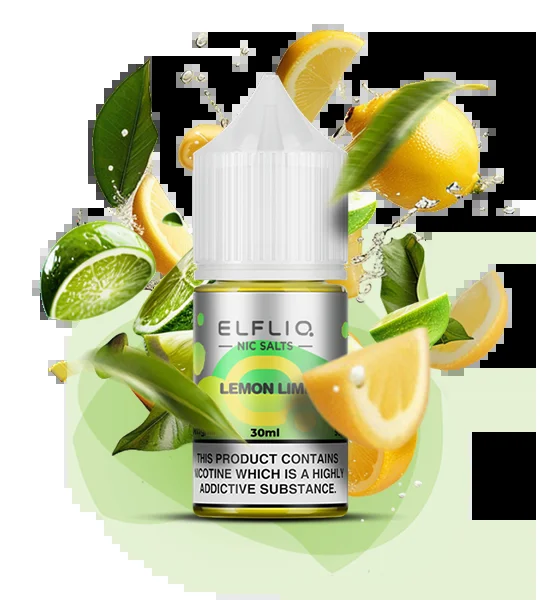 ELFLIQ
NIC SALTS
LEMON LIM
30ml
THIS PRODUCT CONTAINS
NICOTINE WHICH IS A HIGHLY
ADDICTIVE SUBSTANCE.